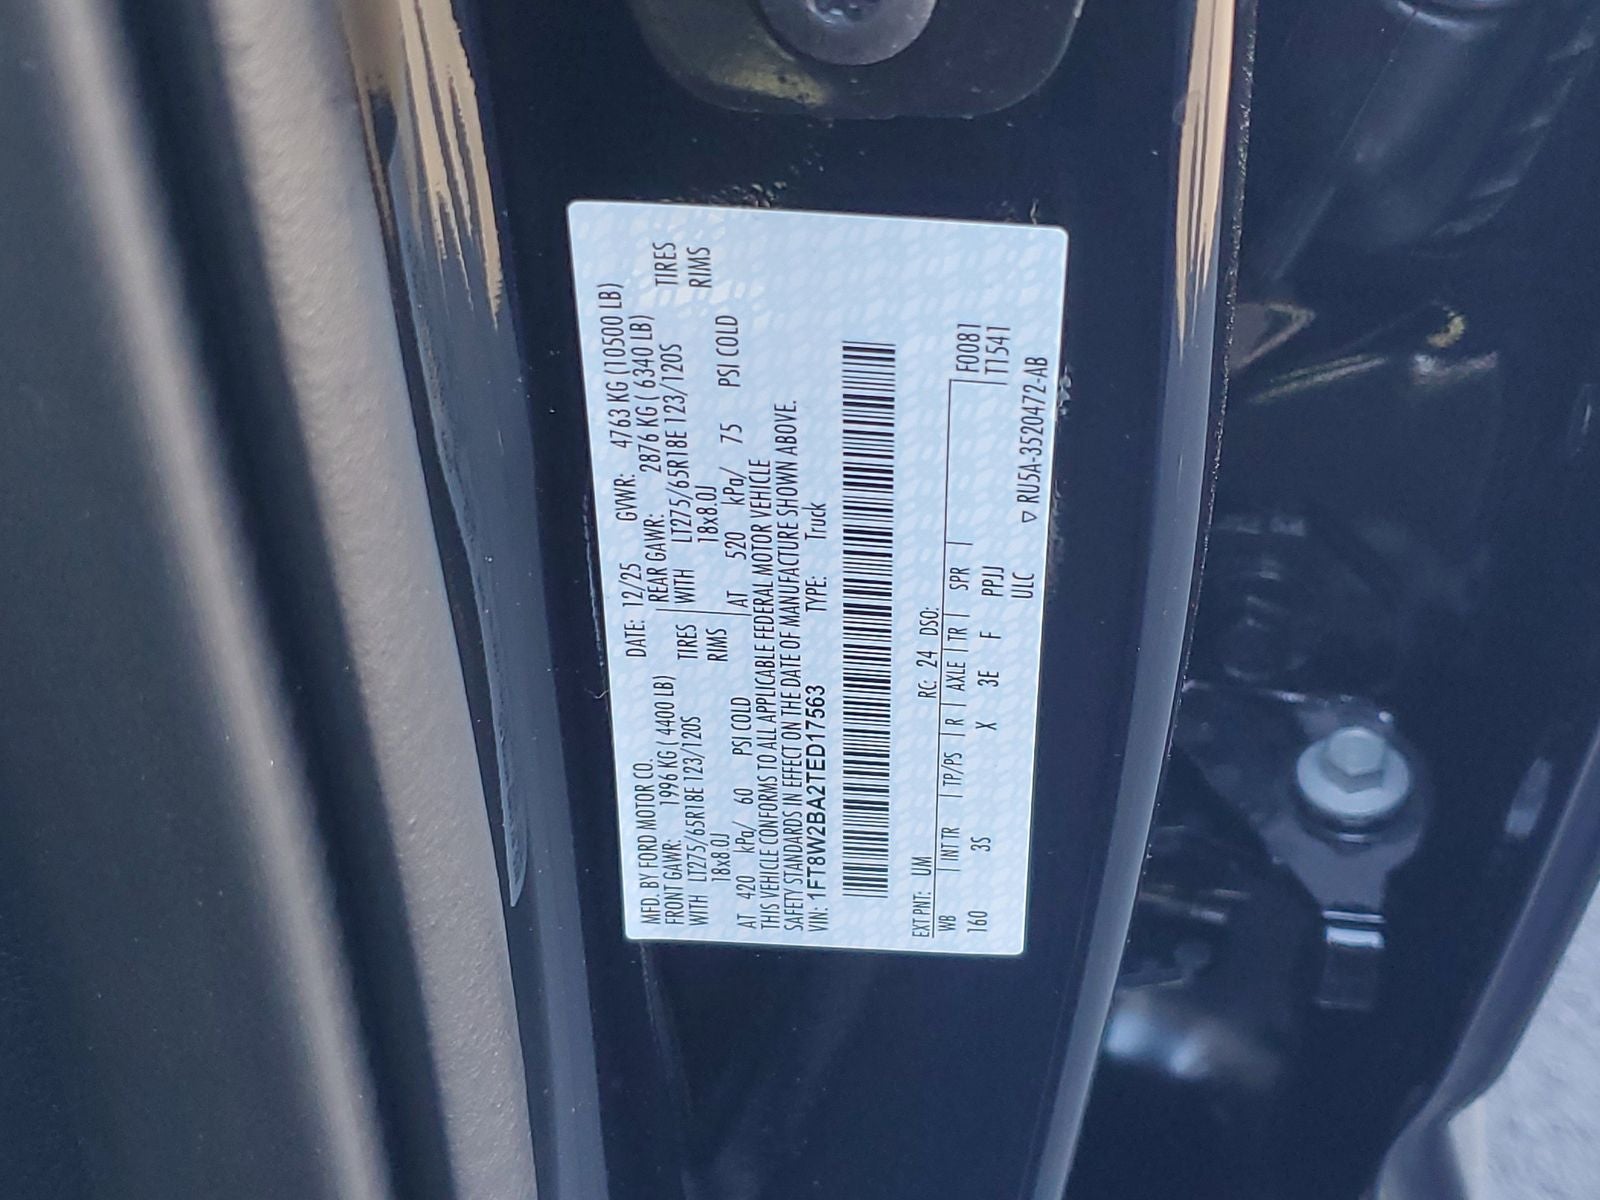 MFD. BY FORD MOTOR CO.
DATE: 12/25 GVWR: 4763 KG (10500 LB)
FRONT GAWR: 1996 KG ( 4400 LB) REAR GAWR: 2876 KG ( 6340 LB)
WITH LT275/65R18E 123/120S TIRES WITH LT275/65R18E 123/120S TIRES
18x8.0J RIMS 18x8.0J RIMS
AT 420 kPa/ 60 PSI COLD AT 520 kPa/ 75 PSI COLD
THIS VEHICLE CONFORMS TO ALL APPLICABLE FEDERAL MOTOR VEHICLE
SAFETY STANDARDS IN EFFECT ON THE DATE OF MANUFACTURE SHOWN ABOVE.
VIN: 1FT8W2BA2TED17563 TYPE: Truck
EXT PNT: UM RC: 24 DSO:
WB INT TR TP/PS R AXLE TR SPR F0081
160 3S X 3E F PPJJ T1541
ULC
▽ RU5A-3520472-AB